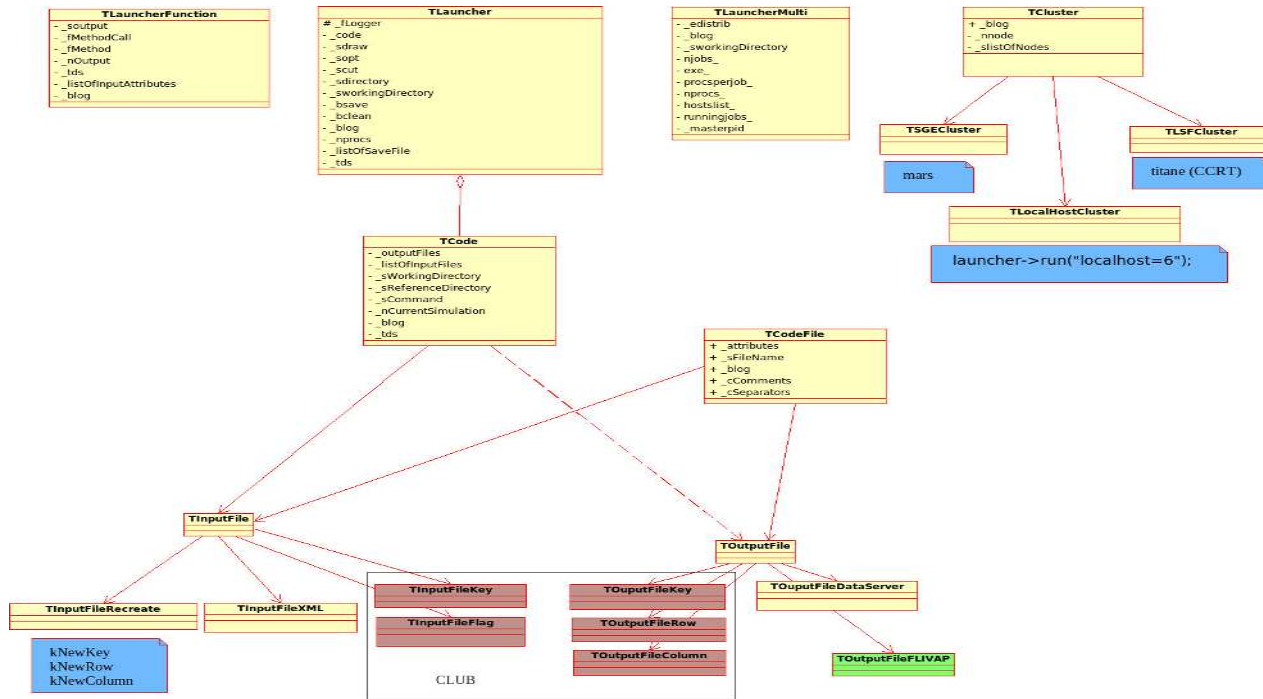 TLauncherFunction
- _soutput
- _fMethodCall
- _fMethod
- _nOutput
- _tds
- _listOfInputAttributes
- _blog
TLauncher
# _fLogger
- _code
- _sdraw
- _sopt
- _scut
- _sdirectory
- _sworkingDirectory
- _bsave
- _bclean
- _blog
- _nprocs
- _listOfSaveFile
- _tds
TLauncherMulti
- _edistrib
- _blog
- _sworkingDirectory
- njobs_
- exe_
- procsperjob_
- nprocs_
- hostslist_
- runningjobs_
- _masterpid
TCluster
+ _blog
- _nnode
- _slistOfNodes
TSGECluster
TLSFCluster
mars
titane (CCRT)
TLocalHostCluster
launcher->run("localhost=6");
TCode
- _outputFiles
- _listOfInputFiles
- _sWorkingDirectory
- _sReferenceDirectory
- _sCommand
- _nCurrentSimulation
- _blog
- _tds
TCodeFile
+ _attributes
+ _sFileName
+ _blog
+ _cComments
+ _cSeparators
TInputFile
TOutputFile
TInputFileRecreate
TInputFileXML
TInputFileKey
TInputFileFlag
TOuputFileKey
TOutputFileRow
TOutputFileColumn
TOuputFileDataServer
TOutputFileFLIVAP
kNewKey
kNewRow
kNewColumn
CLUB